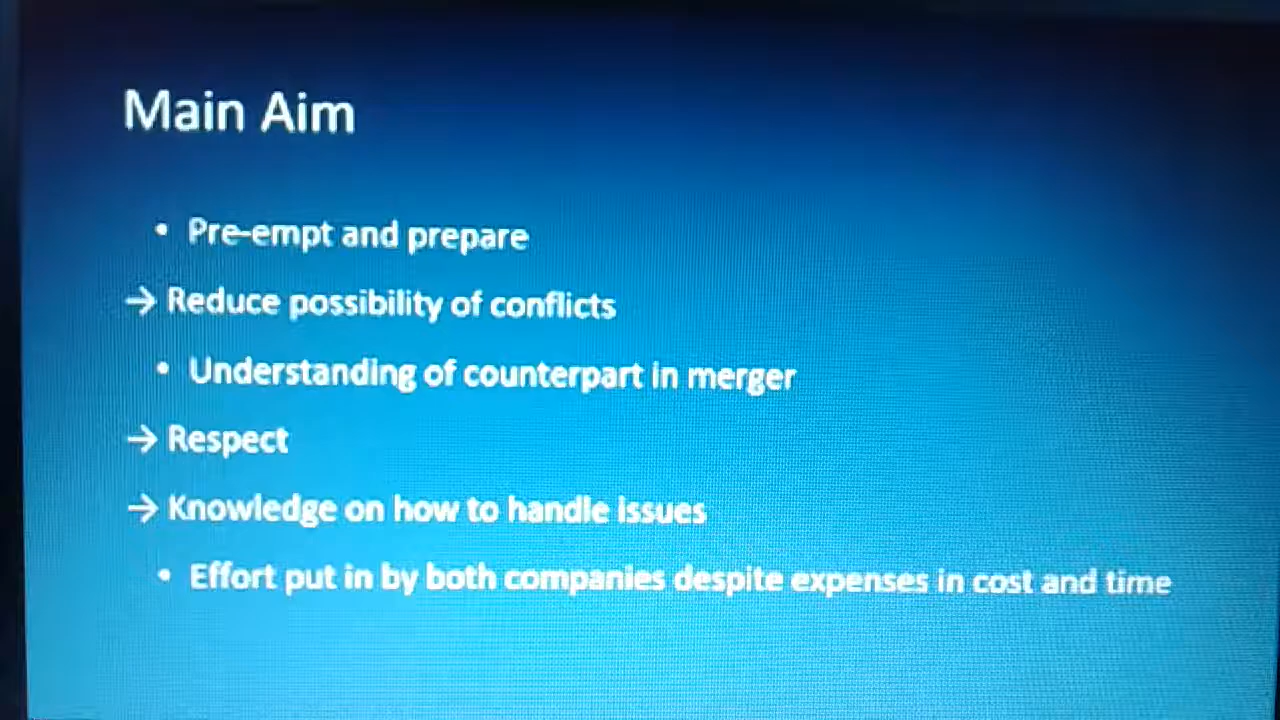 Main Aim
• Pre-empt and prepare
→ Reduce possibility of conflicts
• Understanding of counterpart in merger
→ Respect
→ Knowledge on how to handle issues
• Effort put in by both companies despite expenses in cost and time